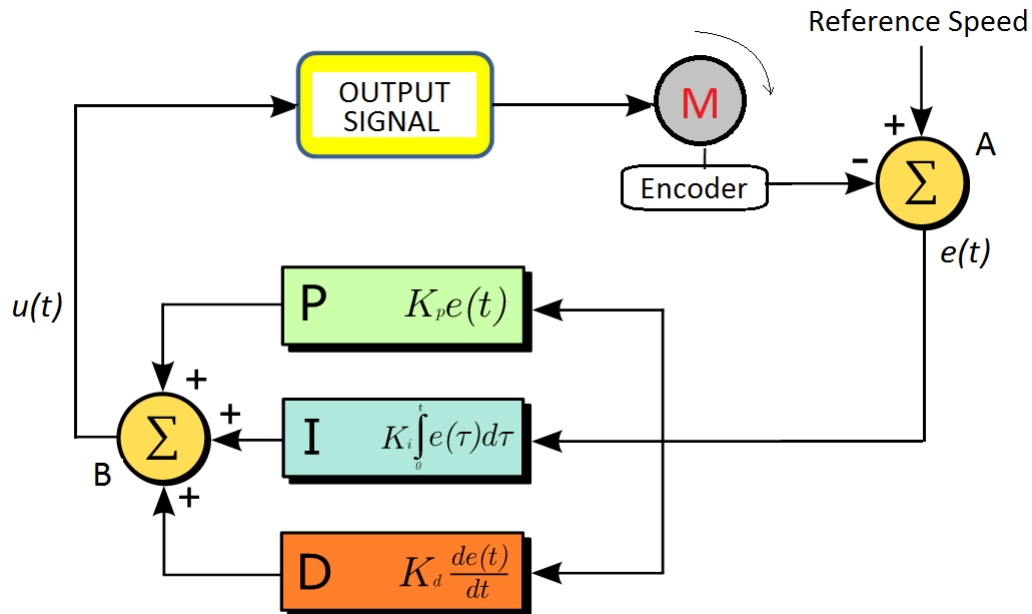 Reference Speed
OUTPUT
SIGNAL
M
+
A
-
Σ
Encoder
e(t)
u(t)
P K_p e(t)
+
+
Σ
I K_i ∫_0^t e(τ)dτ
B
+
D K_d de(t)/dt